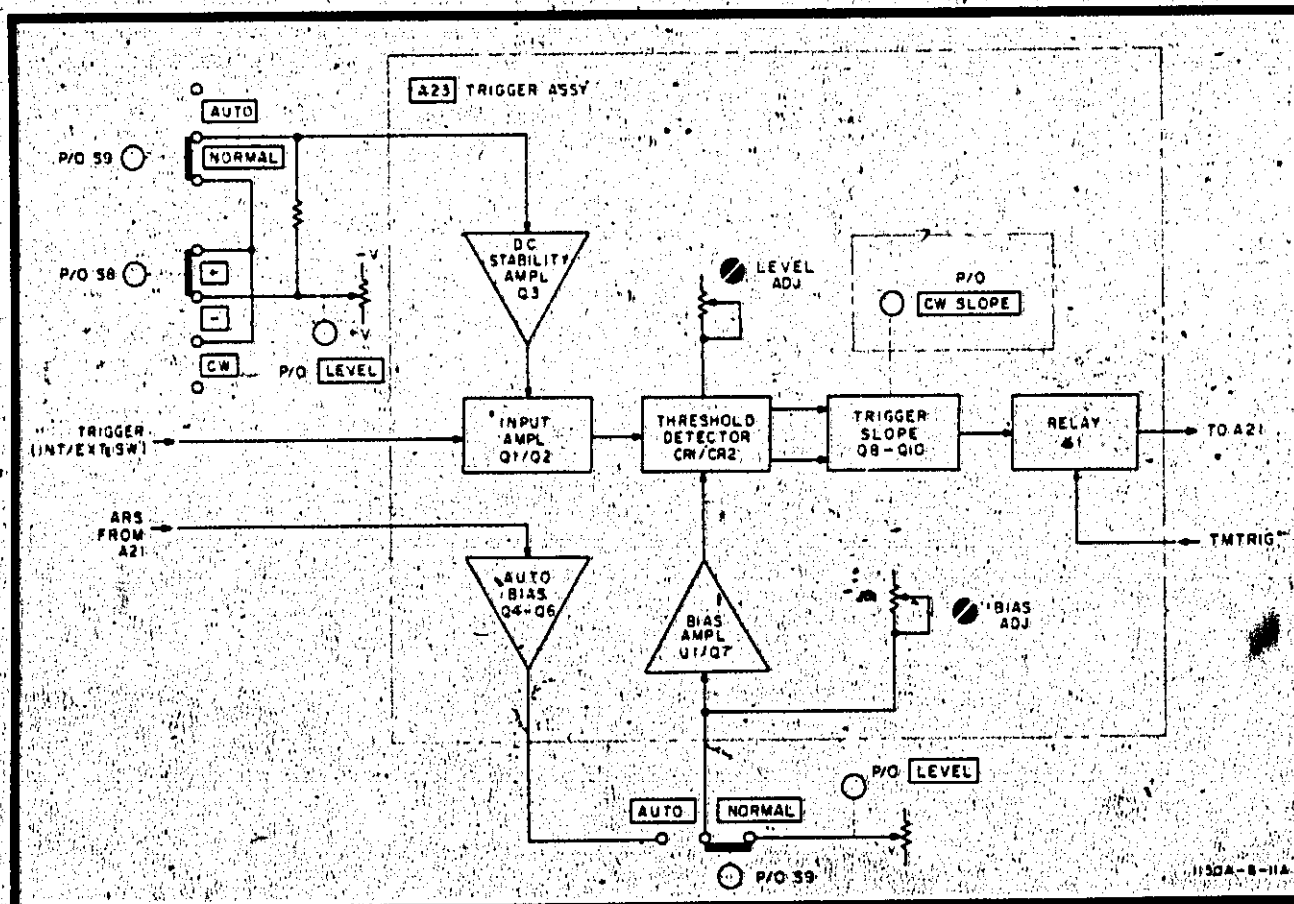 A23 TRIGGER ASSY
AUTO
P/O S9
NORMAL
P/O S8
+
-
CW
-V
+V
P/O LEVEL
DC
STABILITY
AMPL
Q3
LEVEL
ADJ
P/O
CW SLOPE
TRIGGER
(INT/EXT SW)
INPUT
AMPL
Q1/Q2
THRESHOLD
DETECTOR
CR1/CR2
TRIGGER
SLOPE
Q8-Q10
RELAY
TO A21
ARS
FROM
A21
TMTRIG
AUTO
BIAS
Q4-Q6
BIAS
AMPL
U1/Q7
BIAS
ADJ
P/O LEVEL
AUTO
NORMAL
P/O S9